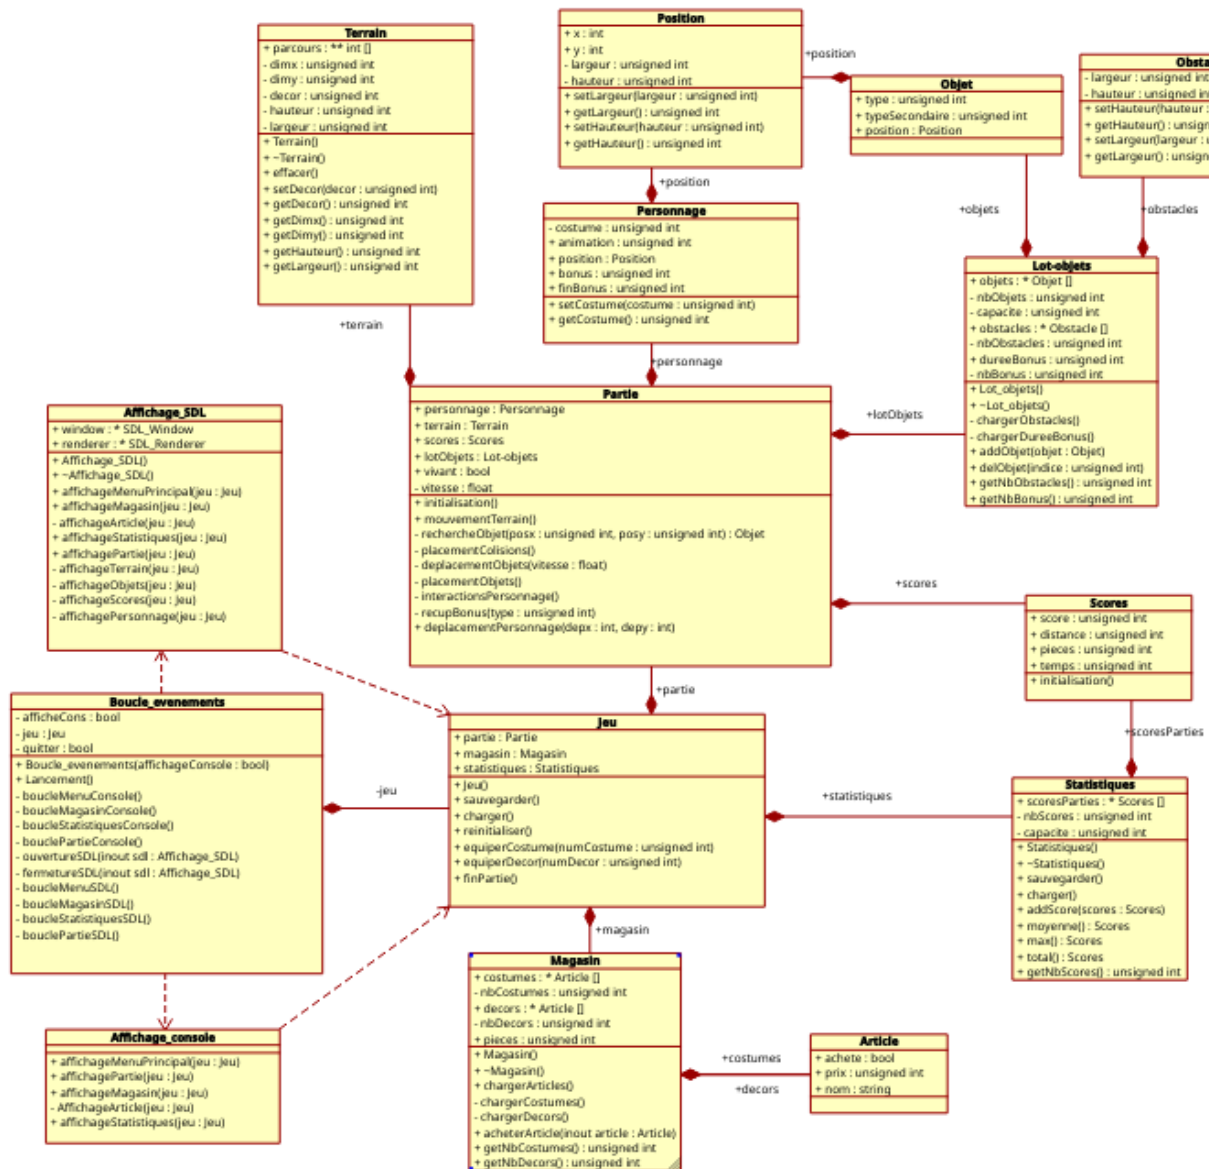 Terrain
+ parcours : ** int []
- dimx : unsigned int
- dimy : unsigned int
- decor : unsigned int
- hauteur : unsigned int
- largeur : unsigned int
+ Terrain()
+ ~Terrain()
+ effacer()
+ setDecor(decor : unsigned int)
+ getDecor() : unsigned int
+ getDimx() : unsigned int
+ getDimy() : unsigned int
+ getHauteur() : unsigned int
+ getLargeur() : unsigned int
+terrain
Position
+ x : int
+ y : int
- largeur : unsigned int
- hauteur : unsigned int
+ setLargeur(largeur : unsigned int)
+ getLargeur() : unsigned int
+ setHauteur(hauteur : unsigned int)
+ getHauteur() : unsigned int
+position
+position
Objet
+ type : unsigned int
+ typeSecondaire : unsigned int
+ position : Position
+objets
Obsta
- largeur : unsigned int
- hauteur : unsigned int
+ setHauteur(hauteur :
+ getHauteur() : unsign
+ setLargeur(largeur : u
+ getLargeur() : unsign
+obstacles
Personnage
- costume : unsigned int
+ animation : unsigned int
+ position : Position
+ bonus : unsigned int
+ finBonus : unsigned int
+ setCostume(costume : unsigned int)
+ getCostume() : unsigned int
+personnage
Lot-objets
+ objets : * Objet []
- nbObjets : unsigned int
- capacite : unsigned int
+ obstacles : * Obstacle []
- nbObstacles : unsigned int
+ dureeBonus : unsigned int
- nbBonus : unsigned int
+ Lot_objets()
+ ~Lot_objets()
- chargerObstacles()
- chargerDureeBonus()
+ addObjet(objet : Objet)
+ delObjet(indice : unsigned int)
+ getNbObstacles() : unsigned int
+ getNbBonus() : unsigned int
+lotObjets
Partie
+ personnage : Personnage
+ terrain : Terrain
+ scores : Scores
+ lotObjets : Lot-objets
+ vivant : bool
- vitesse : float
+ initialisation()
+ mouvementTerrain()
- rechercheObjet(posx : unsigned int, posy : unsigned int) : Objet
- placementColisions()
- deplacementObjets(vitesse : float)
- placementObjets()
- interactionsPersonnage()
- recupBonus(type : unsigned int)
+ deplacementPersonnage(depx : int, depy : int)
+scores
+partie
Affichage_SDL
+ window : * SDL_Window
+ renderer : * SDL_Renderer
+ Affichage_SDL()
+ ~Affichage_SDL()
+ affichageMenuPrincipal(jeu : Jeu)
+ affichageMagasin(jeu : Jeu)
- affichageArticle(jeu : Jeu)
+ affichageStatistiques(jeu : Jeu)
+ affichagePartie(jeu : Jeu)
- affichageTerrain(jeu : Jeu)
- affichageObjets(jeu : Jeu)
- affichageScores(jeu : Jeu)
- affichagePersonnage(jeu : Jeu)
Scores
+ score : unsigned int
+ distance : unsigned int
+ pieces : unsigned int
+ temps : unsigned int
+ initialisation()
+scoresParties
Boucle_evenements
- afficheCons : bool
- jeu : Jeu
- quitter : bool
+ Boucle_evenements(affichageConsole : bool)
+ Lancement()
- boucleMenuConsole()
- boucleMagasinConsole()
- boucleStatistiquesConsole()
- bouclePartieConsole()
- ouvertureSDL(inout sdl : Affichage_SDL)
- fermetureSDL(inout sdl : Affichage_SDL)
- boucleMenuSDL()
- boucleMagasinSDL()
- boucleStatistiquesSDL()
- bouclePartieSDL()
-jeu
Jeu
+ partie : Partie
+ magasin : Magasin
+ statistiques : Statistiques
+ Jeu()
+ sauvegarder()
+ charger()
+ reinitialiser()
+ equiperCostume(numCostume : unsigned int)
+ equiperDecor(numDecor : unsigned int)
+ finPartie()
+statistiques
+magasin
Statistiques
+ scoresParties : * Scores []
- nbScores : unsigned int
- capacite : unsigned int
+ Statistiques()
+ ~Statistiques()
+ sauvegarder()
+ charger()
+ addScore(scores : Scores)
+ moyenne() : Scores
+ max() : Scores
+ total() : Scores
+ getNbScores() : unsigned int
Affichage_console
+ affichageMenuPrincipal(jeu : Jeu)
+ affichagePartie(jeu : Jeu)
+ affichageMagasin(jeu : Jeu)
- AffichageArticle(jeu : Jeu)
+ affichageStatistiques(jeu : Jeu)
Magasin
+ costumes : * Article []
- nbCostumes : unsigned int
+ decors : * Article []
- nbDecors : unsigned int
+ pieces : unsigned int
+ Magasin()
+ ~Magasin()
+ chargerArticles()
- chargerCostumes()
- chargerDecors()
+ acheterArticle(inout article : Article)
+ getNbCostumes() : unsigned int
+ getNbDecors() : unsigned int
+costumes
+decors
Article
+ achete : bool
+ prix : unsigned int
+ nom : string